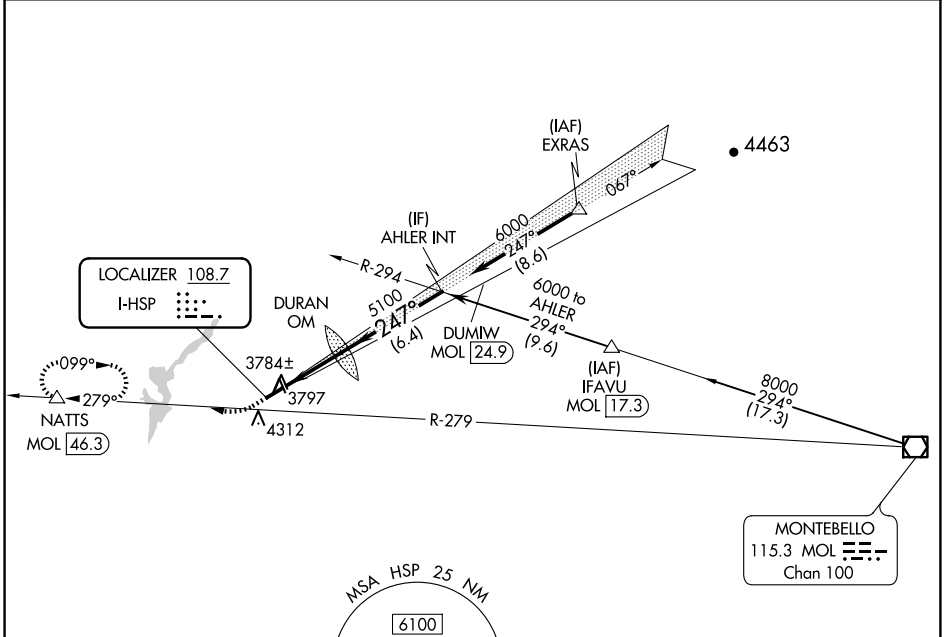 (IAF)
EXRAS
4463
067°
(IF)
AHLER INT
6000
247°
(8.6)
R-294
LOCALIZER 108.7
I-HSP
DURAN
OM
5100
247°
(6.4)
DUMIW
MOL 24.9
6000 to
AHLER
294°
(9.6)
(IAF)
IFAVU
MOL 17.3
8000
294°
(17.3)
099°
279°
NATTS
MOL 46.3
3784±
3797
4312
R-279
MONTEBELLO
115.3 MOL
Chan 100
MSA HSP 25 NM
6100